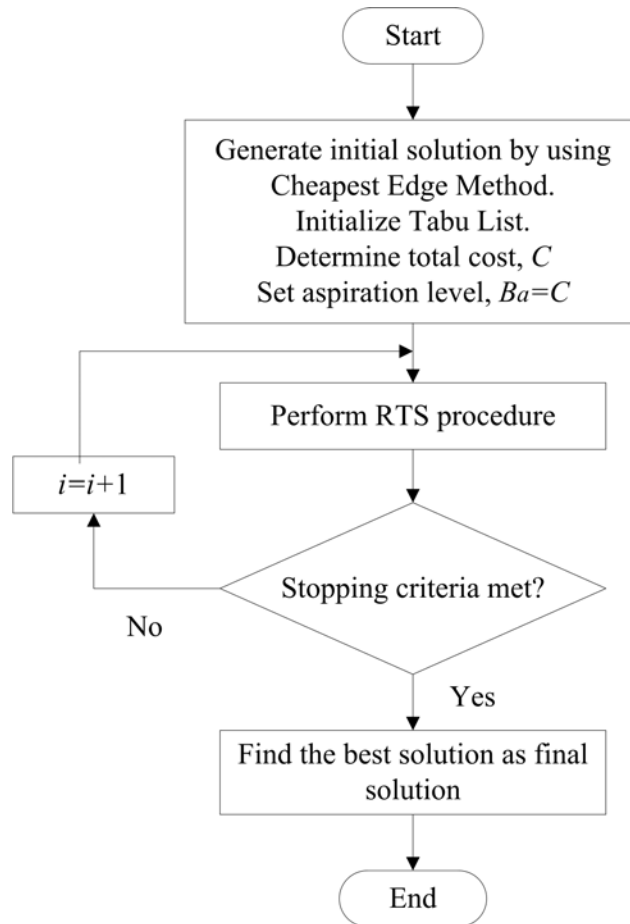 Start
Generate initial solution by using
Cheapest Edge Method.
Initialize Tabu List.
Determine total cost, C
Set aspiration level, Ba=C
Perform RTS procedure
i=i+1
Stopping criteria met?
No
Yes
Find the best solution as final
solution
End